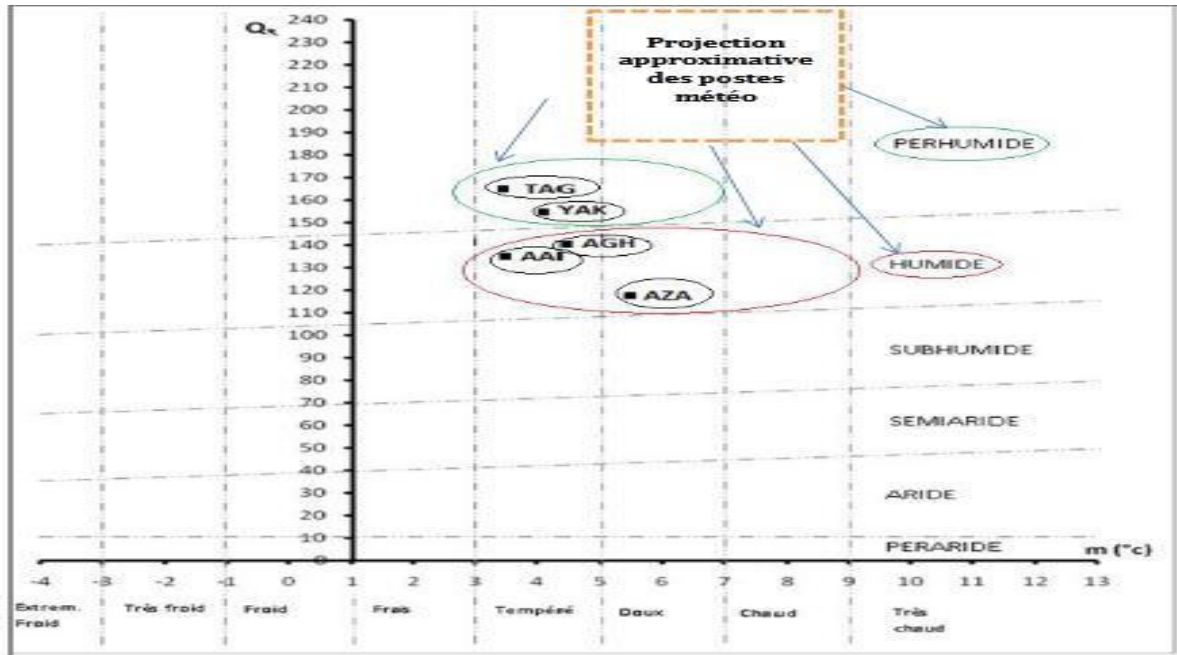 Q₂
240
230
220
210
200
190
180
170
160
150
140
130
120
110
100
90
80
70
60
50
40
30
20
10
0
Projection
approximative
des postes
météo
PERHUMIDE
TAG
YAK
AGH
AAI
AZA
HUMIDE
SUBHUMIDE
SEMIARIDE
ARIDE
PERARIDE
m (°c)
-4 -3 -2 -1 0 1 2 3 4 5 6 7 8 9 10 11 12 13
Extrem. Froid
Très froid
Froid
Frais
Tempéré
Doux
Chaud
Très
chaud